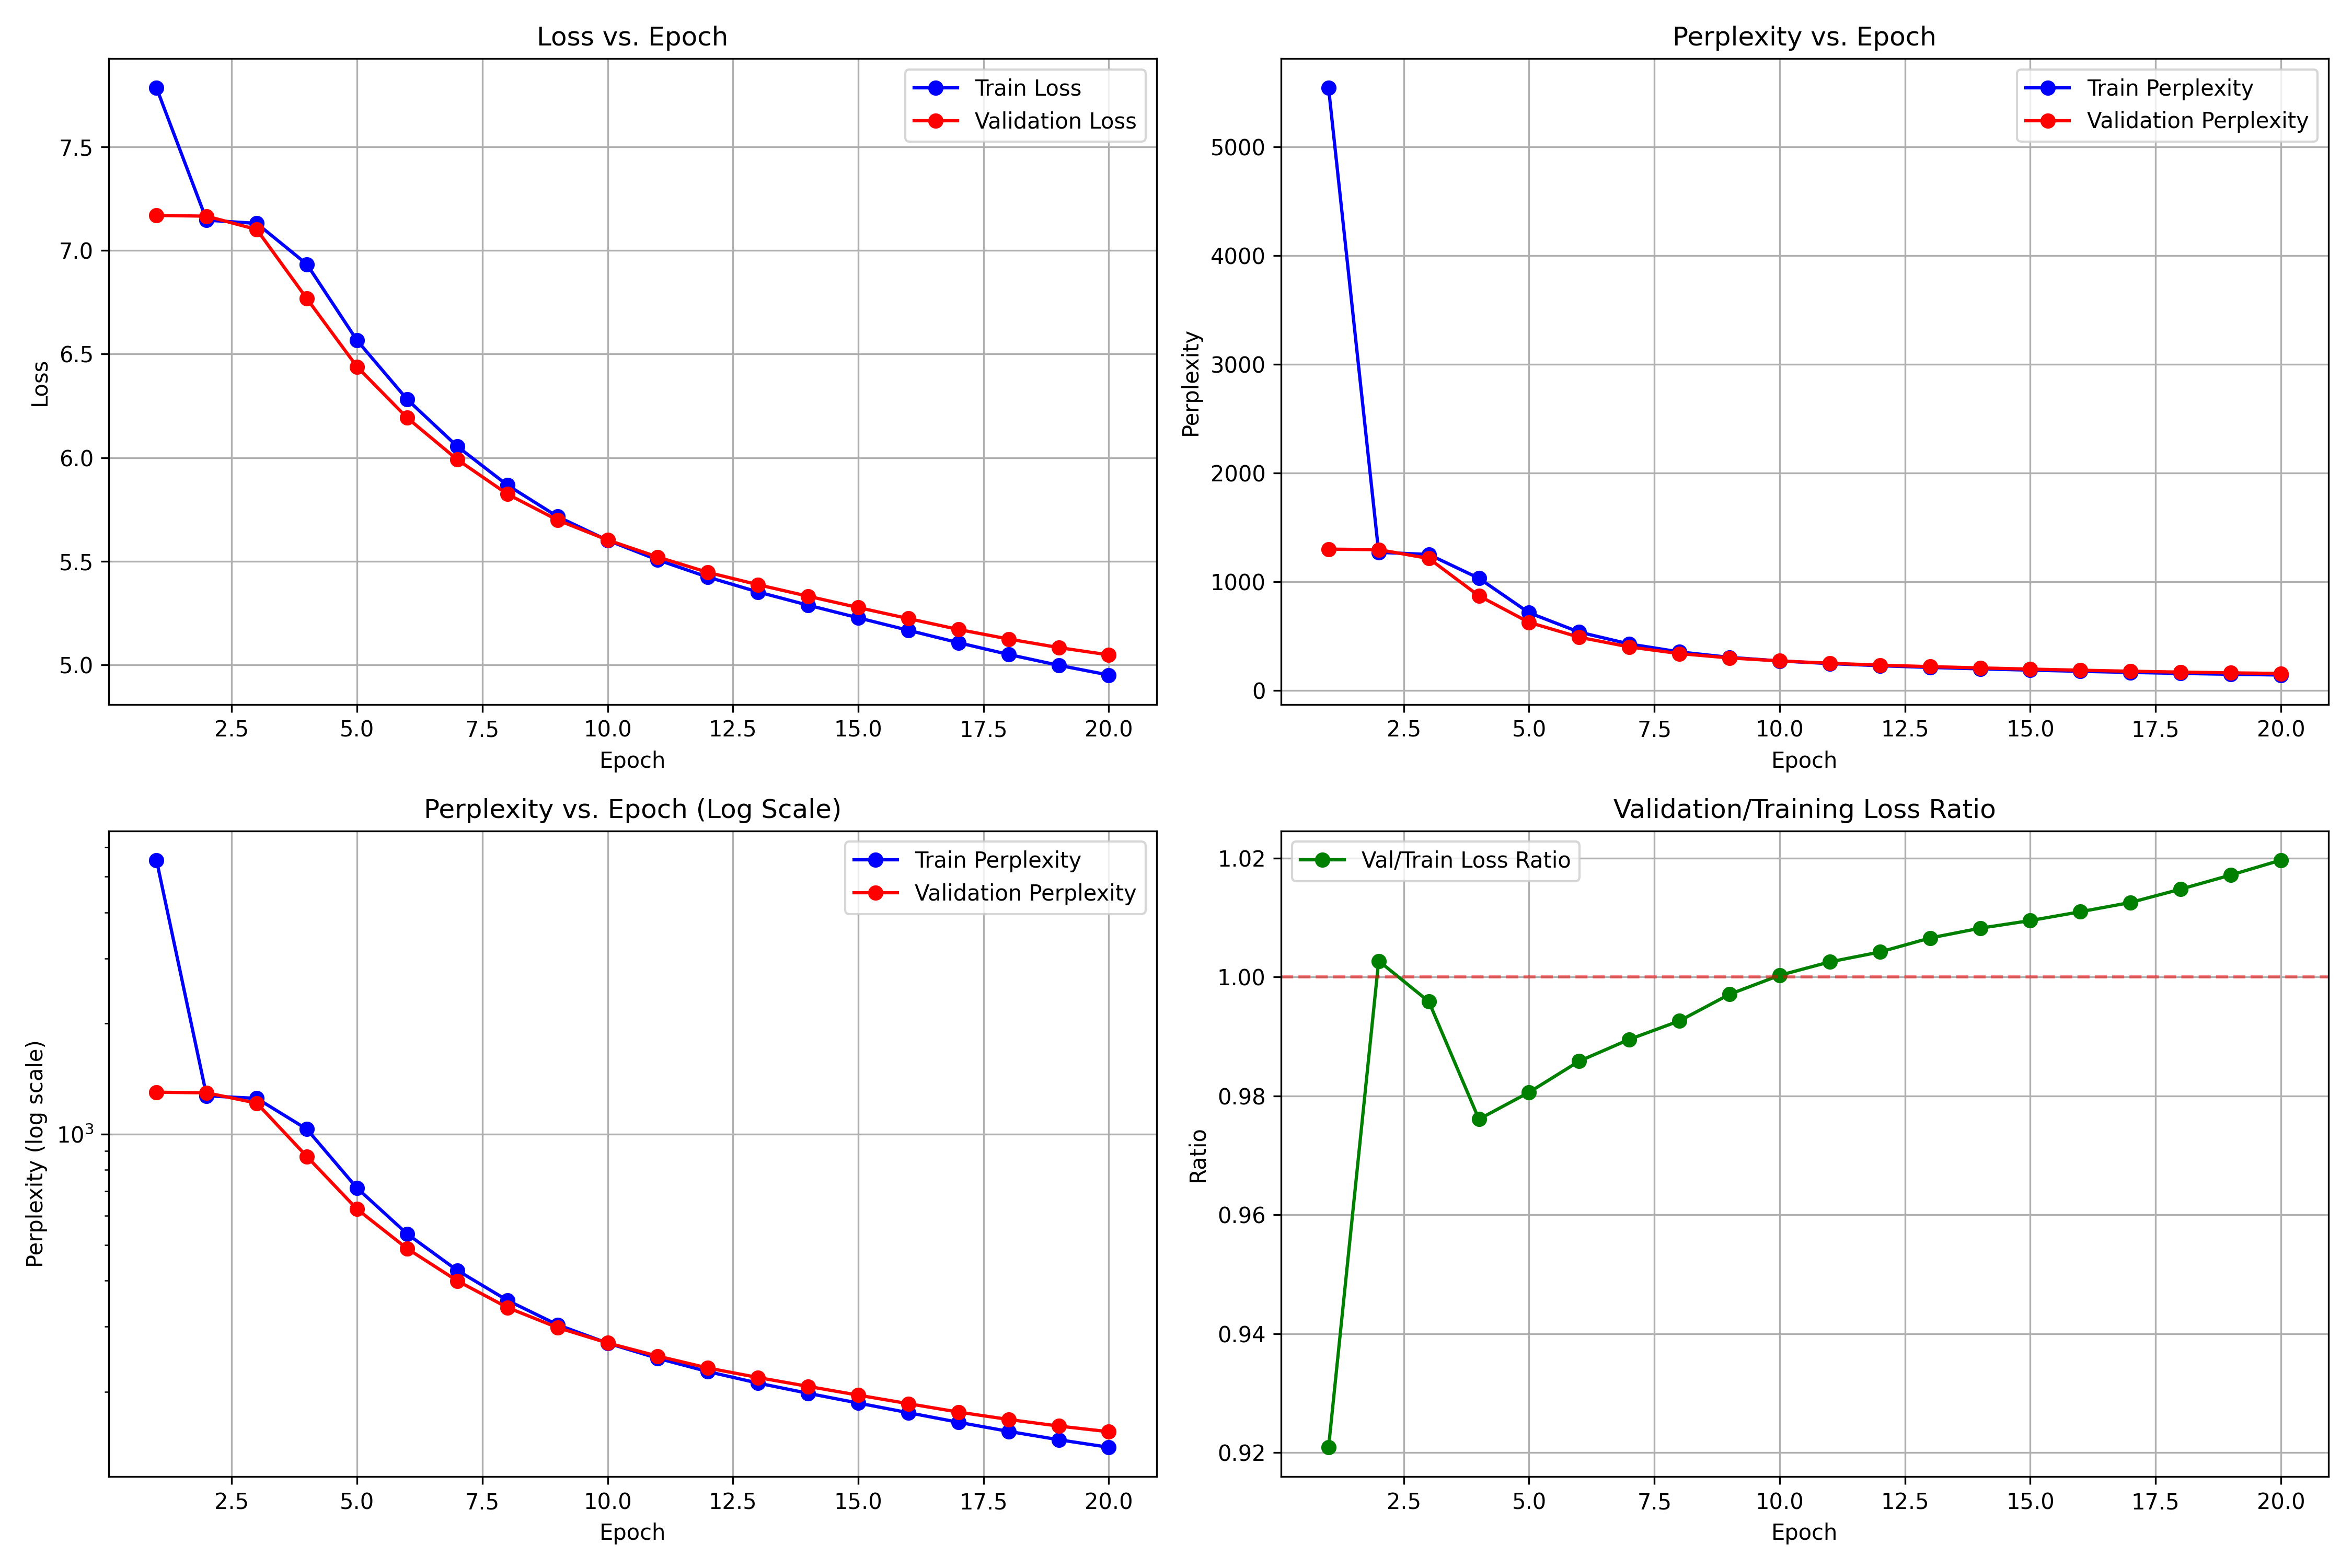 Loss vs. Epoch
Train Loss
Validation Loss
7.5
7.0
6.5
6.0
5.5
5.0
Loss
2.5 5.0 7.5 10.0 12.5 15.0 17.5 20.0
Epoch
Perplexity vs. Epoch
Train Perplexity
Validation Perplexity
5000
4000
3000
2000
1000
0
Perplexity
2.5 5.0 7.5 10.0 12.5 15.0 17.5 20.0
Epoch
Perplexity vs. Epoch (Log Scale)
Train Perplexity
Validation Perplexity
10³
Perplexity (log scale)
2.5 5.0 7.5 10.0 12.5 15.0 17.5 20.0
Epoch
Validation/Training Loss Ratio
Val/Train Loss Ratio
1.02
1.00
0.98
0.96
0.94
0.92
Ratio
2.5 5.0 7.5 10.0 12.5 15.0 17.5 20.0
Epoch